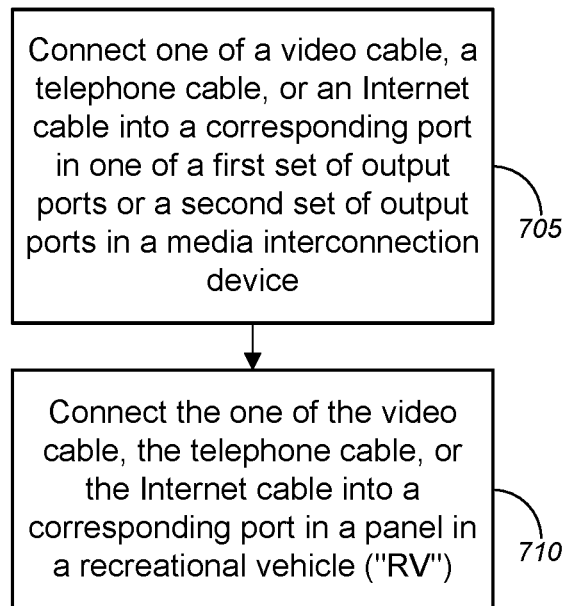 Connect one of a video cable, a
telephone cable, or an Internet
cable into a corresponding port
in one of a first set of output
ports or a second set of output
ports in a media interconnection
device
705
Connect the one of the video
cable, the telephone cable, or
the Internet cable into a
corresponding port in a panel in
a recreational vehicle ("RV")
710